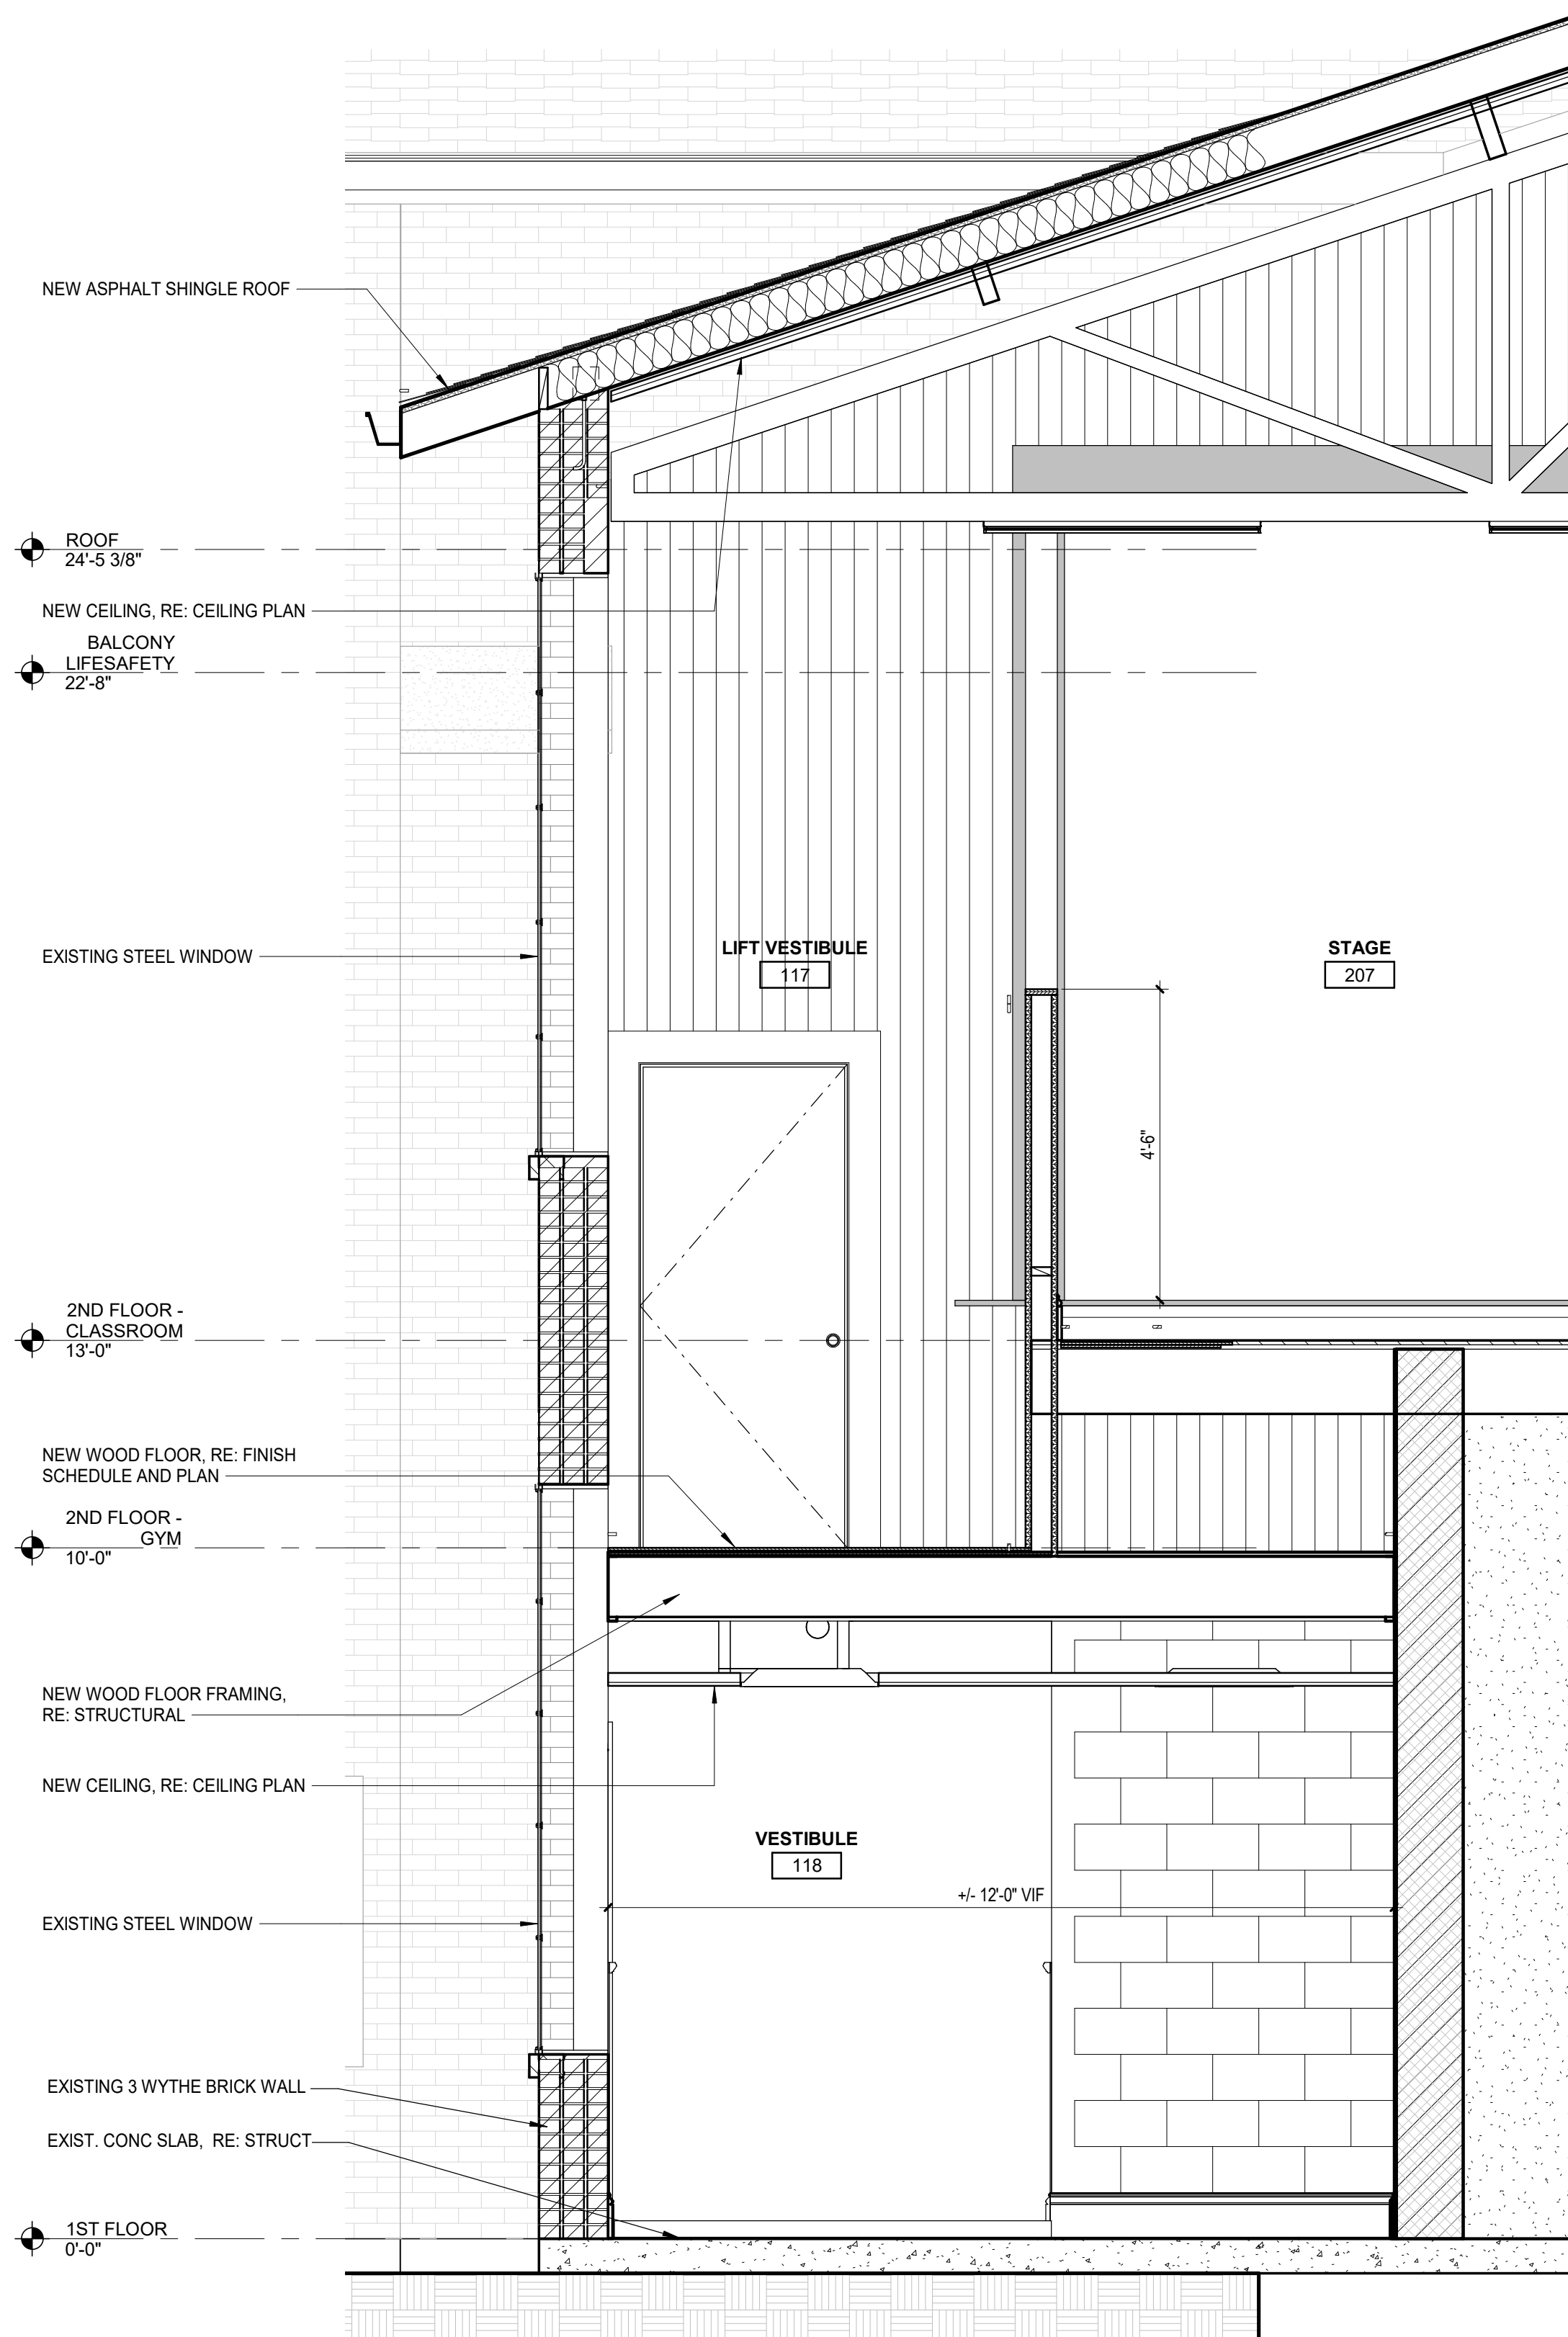 NEW ASPHALT SHINGLE ROOF
ROOF
24'-5 3/8"
NEW CEILING, RE: CEILING PLAN
BALCONY
LIFESAFETY
22'-8"
EXISTING STEEL WINDOW
LIFT VESTIBULE
117
STAGE
207
4'-6"
2ND FLOOR -
CLASSROOM
13'-0"
NEW WOOD FLOOR, RE: FINISH
SCHEDULE AND PLAN
2ND FLOOR -
GYM
10'-0"
NEW WOOD FLOOR FRAMING,
RE: STRUCTURAL
NEW CEILING, RE: CEILING PLAN
VESTIBULE
118
+/- 12'-0" VIF
EXISTING STEEL WINDOW
EXISTING 3 WYTHE BRICK WALL
EXIST. CONC SLAB, RE: STRUCT
1ST FLOOR
0'-0"